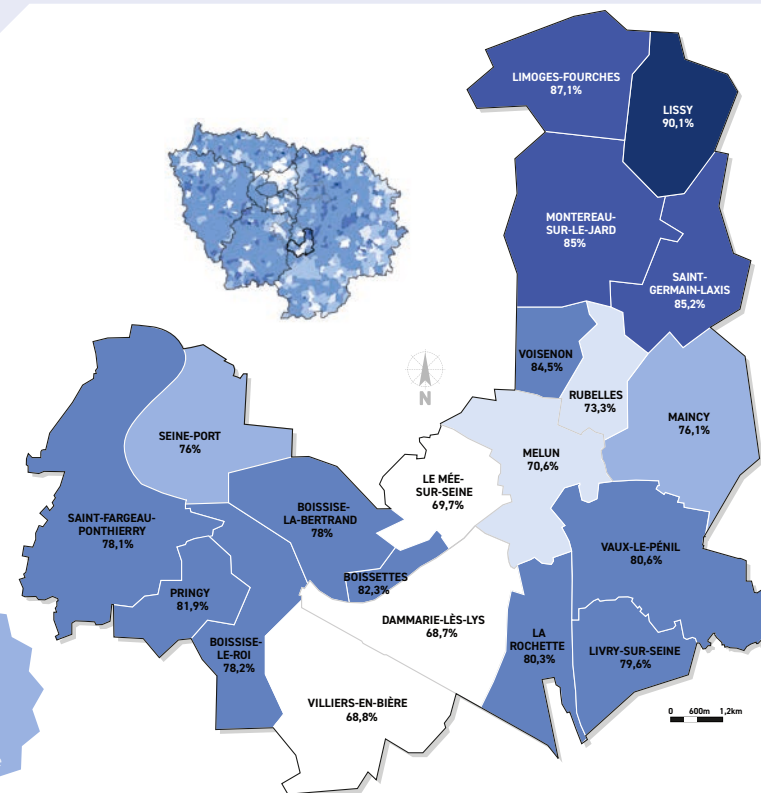 LIMOGES-FOURCHES
87,1%
LISSY
90,1%
MONTEREAU-
SUR-LE-JARD
85%
SAINT-
GERMAIN-LAXIS
85,2%
VOISENON
84,5%
RUBELLES
73,3%
MAINCY
76,1%
N
SEINE-PORT
76%
MELUN
70,6%
LE MÉE-
SUR-SEINE
69,7%
BOISSISE-
LA-BERTRAND
78%
SAINT-FARGEAU-
PONTHIERRY
78,1%
VAUX-LE-PÉNIL
80,6%
BOISSETTES
82,3%
PRINGY
81,9%
DAMMARIE-LÈS-LYS
68,7%
LA
ROCHETTE
80,3%
BOISSISE-
LE-ROI
78,2%
LIVRY-SUR-SEINE
79,6%
VILLIERS-EN-BIÈRE
68,8%
0 600m 1,2km